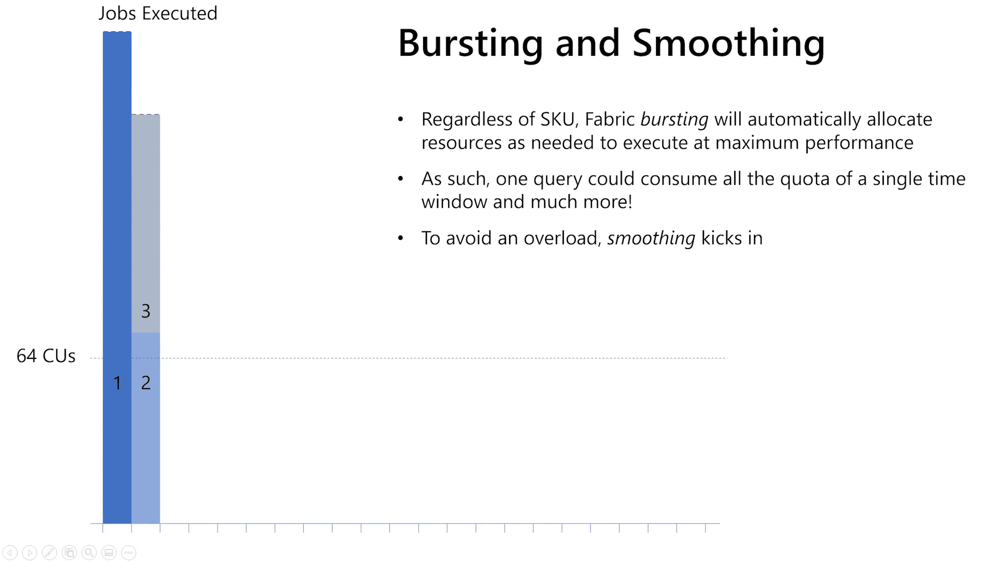 Jobs Executed
Bursting and Smoothing
• Regardless of SKU, Fabric bursting will automatically allocate
resources as needed to execute at maximum performance
• As such, one query could consume all the quota of a single time
window and much more!
• To avoid an overload, smoothing kicks in
3
64 CUs
1
2